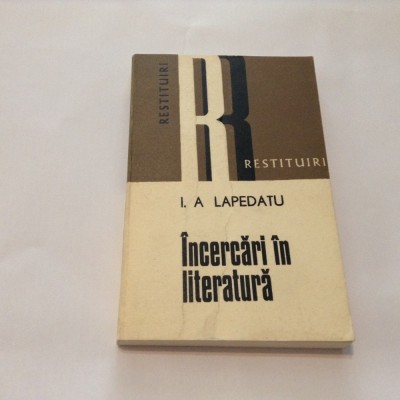 RESTITUIRI
RESTITUIRI
I. A LAPEDATU
Încercări în
literatură